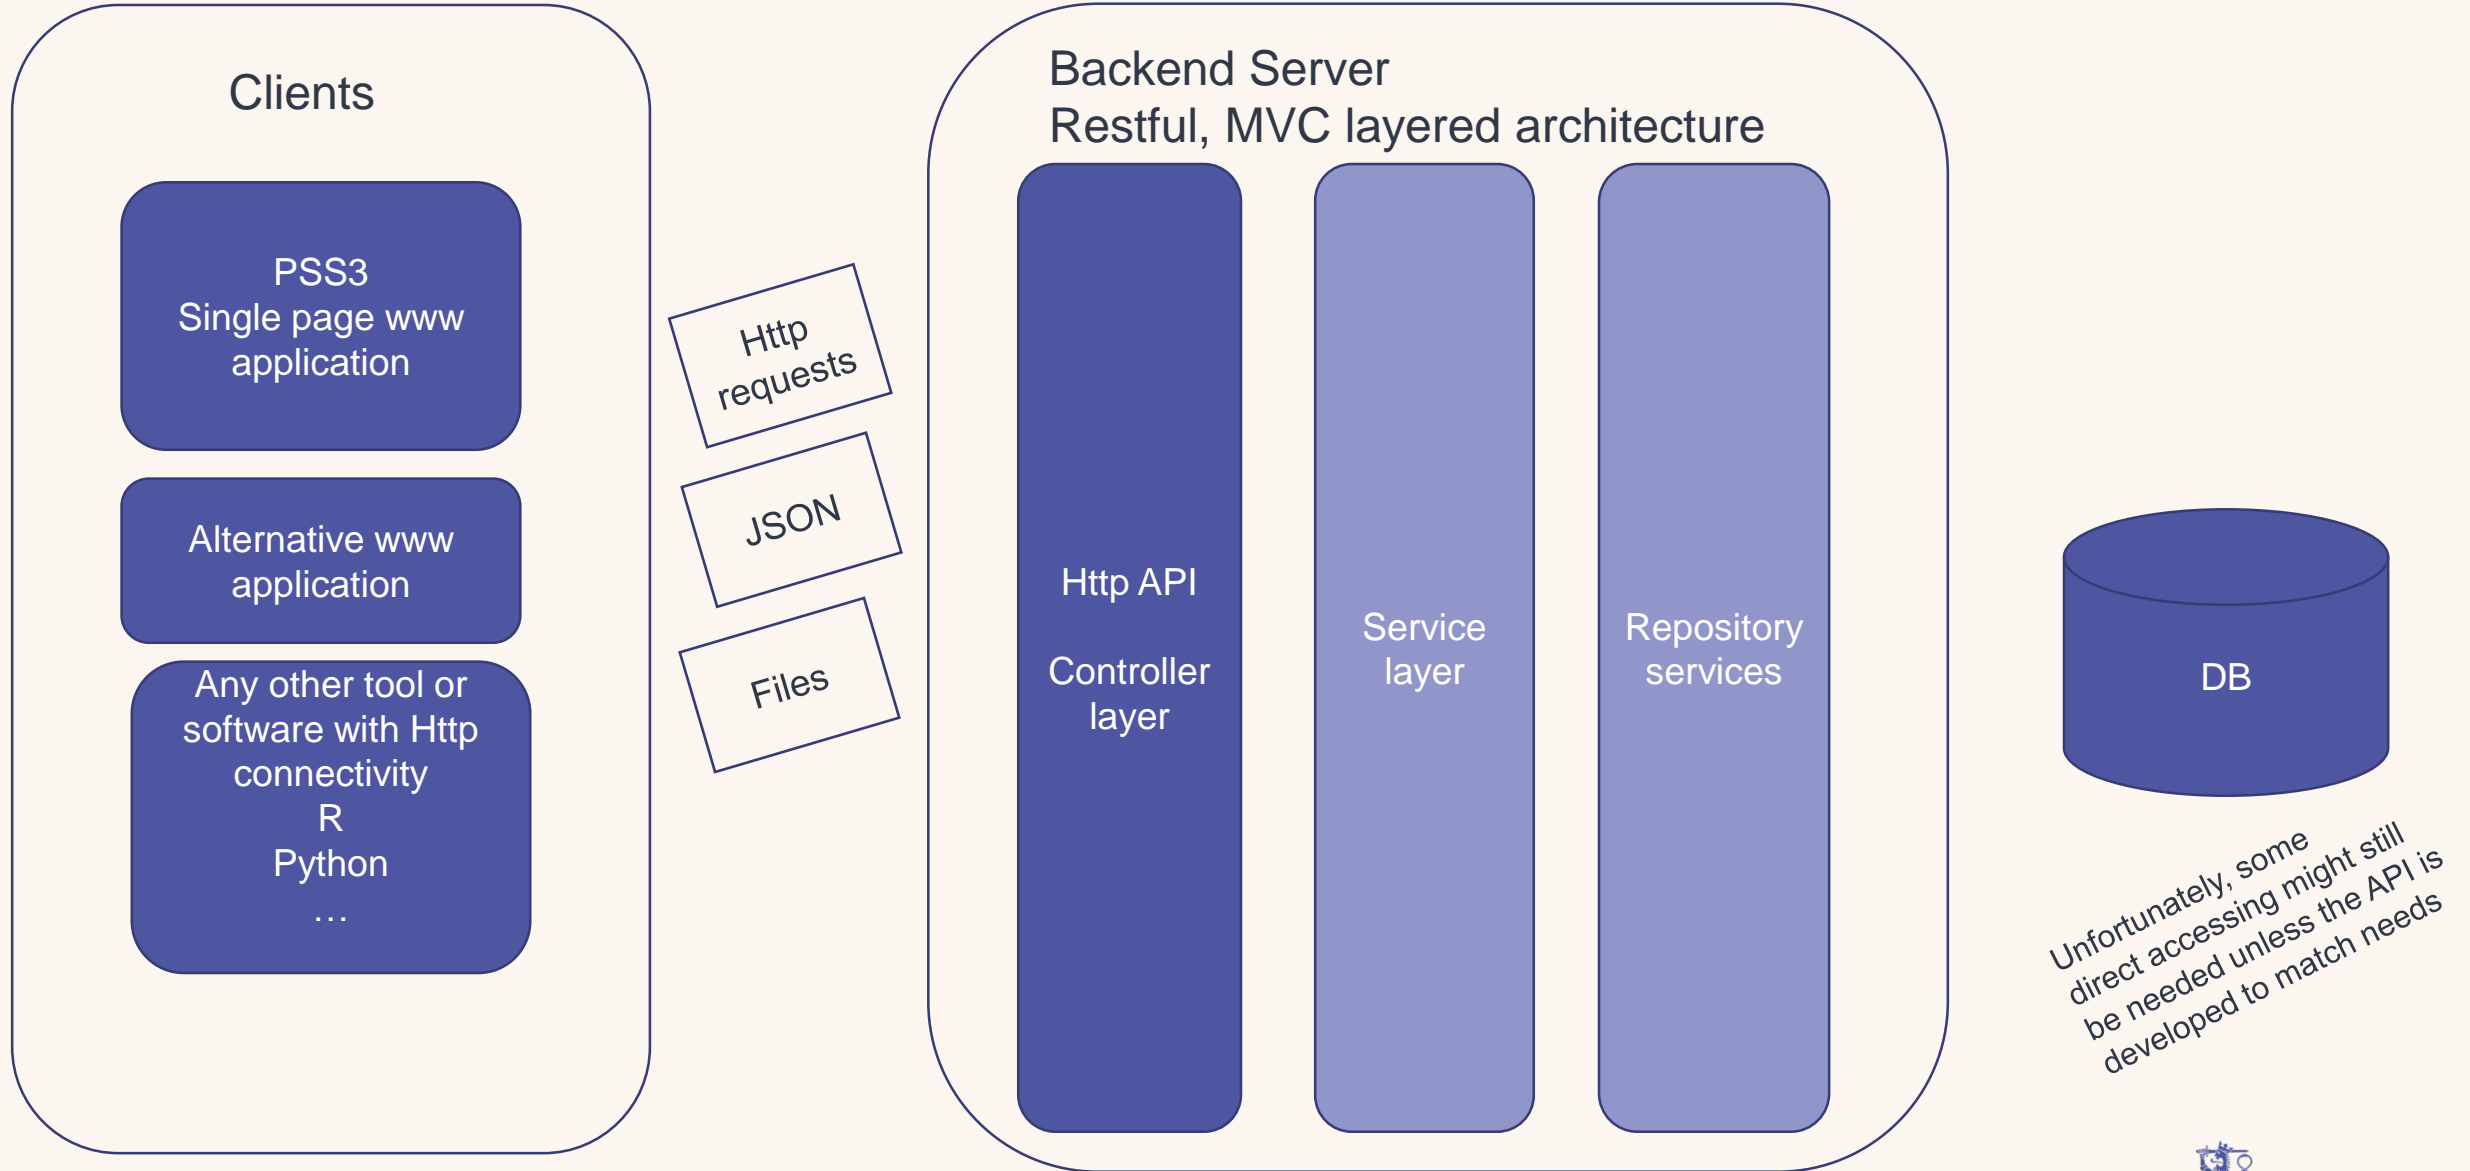 Clients
PSS3
Single page www
application
Alternative www
application
Any other tool or
software with Http
connectivity
R
Python
…
Http
requests
JSON
Files
Backend Server
Restful, MVC layered architecture
Http API
Controller
layer
Service
layer
Repository
services
DB
Unfortunately, some
direct accessing might still
be needed unless the API is
developed to match needs